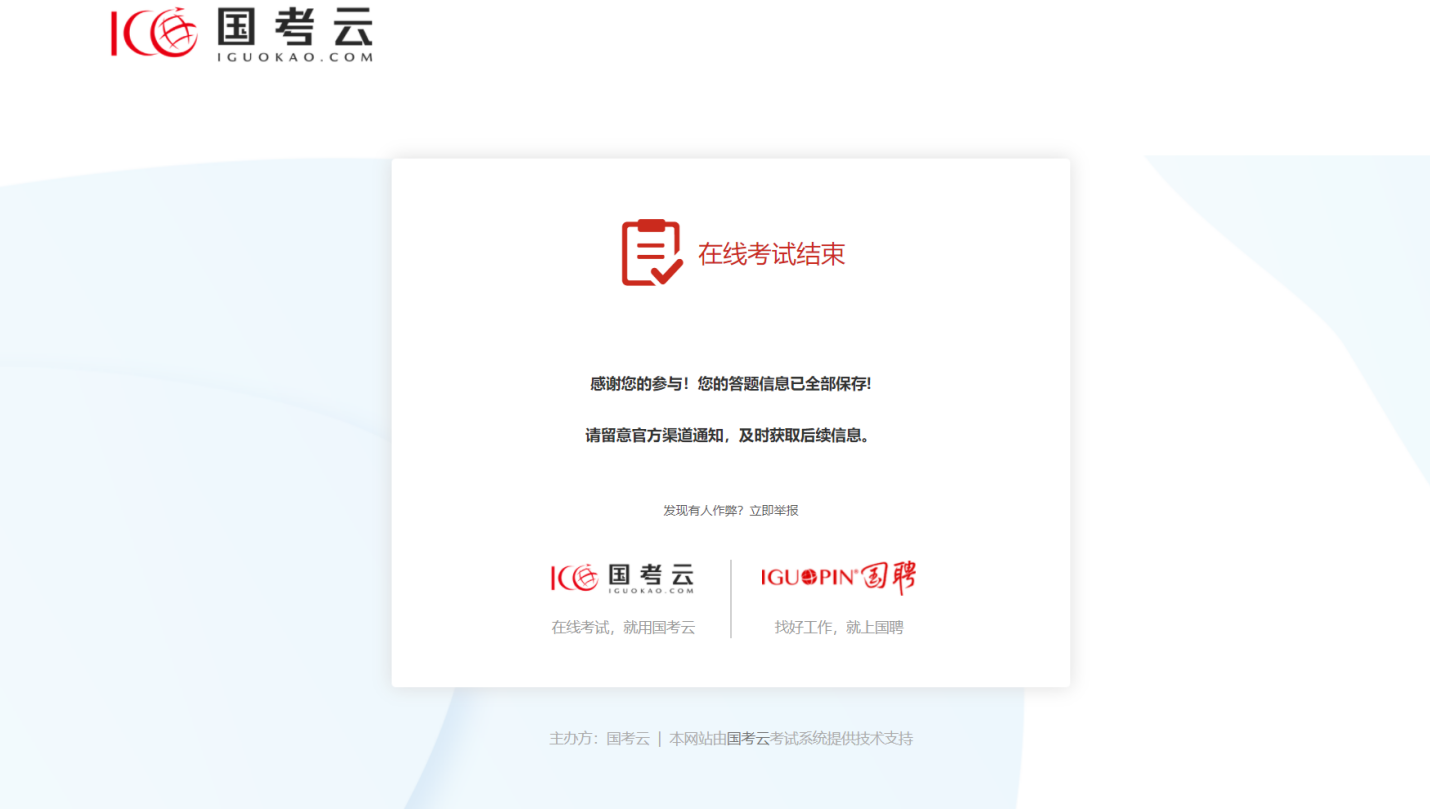 国考云
IGUOKAO.COM
在线考试结束
感谢您的参与！您的答题信息已全部保存!
请留意官方渠道通知，及时获取后续信息。
发现有人作弊？立即举报
国考云
IGUOKAO.COM
IGUOPIN®国聘
在线考试，就用国考云
找好工作，就上国聘
主办方：国考云 | 本网站由国考云考试系统提供技术支持